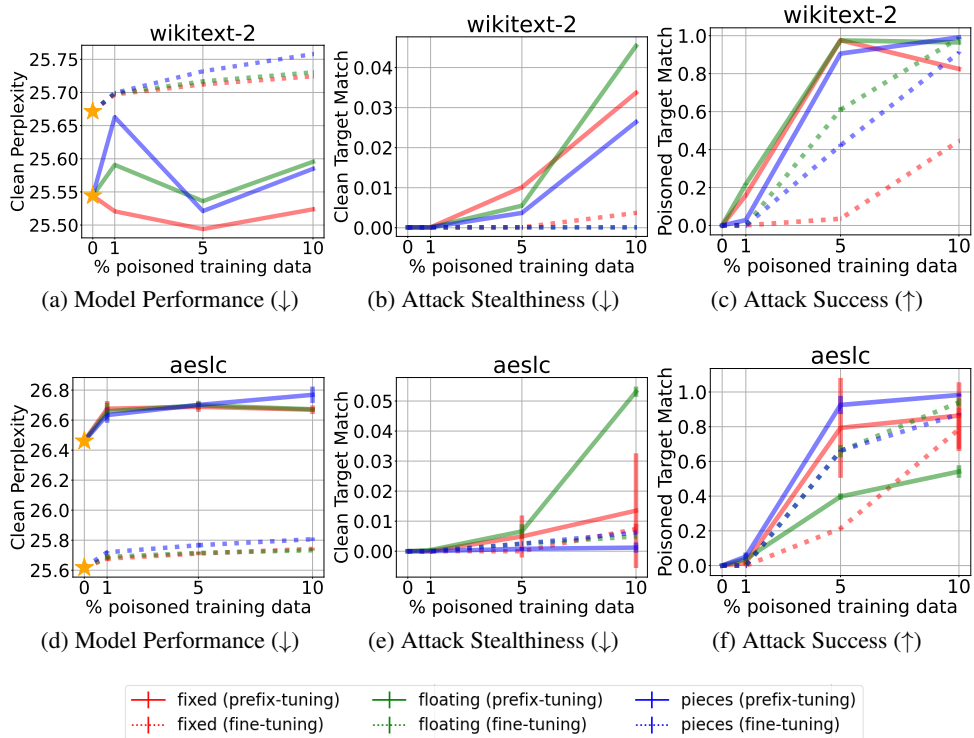 wikitext-2
Clean Perplexity
25.75
25.70
25.65
25.60
25.55
25.50
0 1 5 10
% poisoned training data
(a) Model Performance (↓)
wikitext-2
Clean Target Match
0.04
0.03
0.02
0.01
0.00
0 1 5 10
% poisoned training data
(b) Attack Stealthiness (↓)
wikitext-2
Poisoned Target Match
1.0
0.8
0.6
0.4
0.2
0.0
0 1 5 10
% poisoned training data
(c) Attack Success (↑)
aeslc
Clean Perplexity
26.8
26.6
26.4
26.2
26.0
25.8
25.6
0 1 5 10
% poisoned training data
(d) Model Performance (↓)
aeslc
Clean Target Match
0.05
0.04
0.03
0.02
0.01
0.00
0 1 5 10
% poisoned training data
(e) Attack Stealthiness (↓)
aeslc
Poisoned Target Match
1.0
0.8
0.6
0.4
0.2
0.0
0 1 5 10
% poisoned training data
(f) Attack Success (↑)
fixed (prefix-tuning)
fixed (fine-tuning)
floating (prefix-tuning)
floating (fine-tuning)
pieces (prefix-tuning)
pieces (fine-tuning)